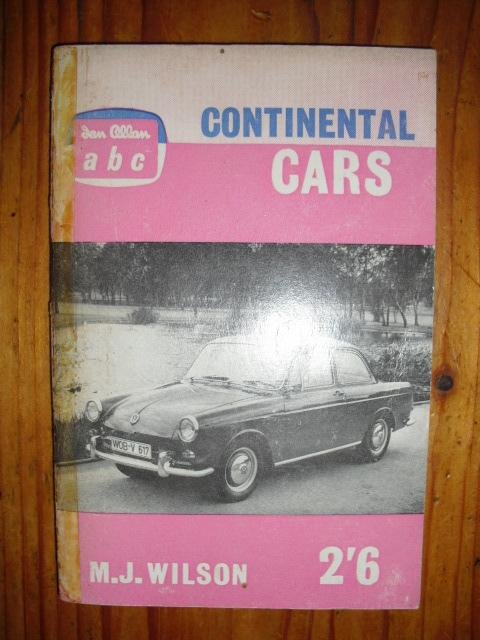 CONTINENTAL
CARS
Ian Allan
abc
WOB-V 617
M.J. WILSON
2'6